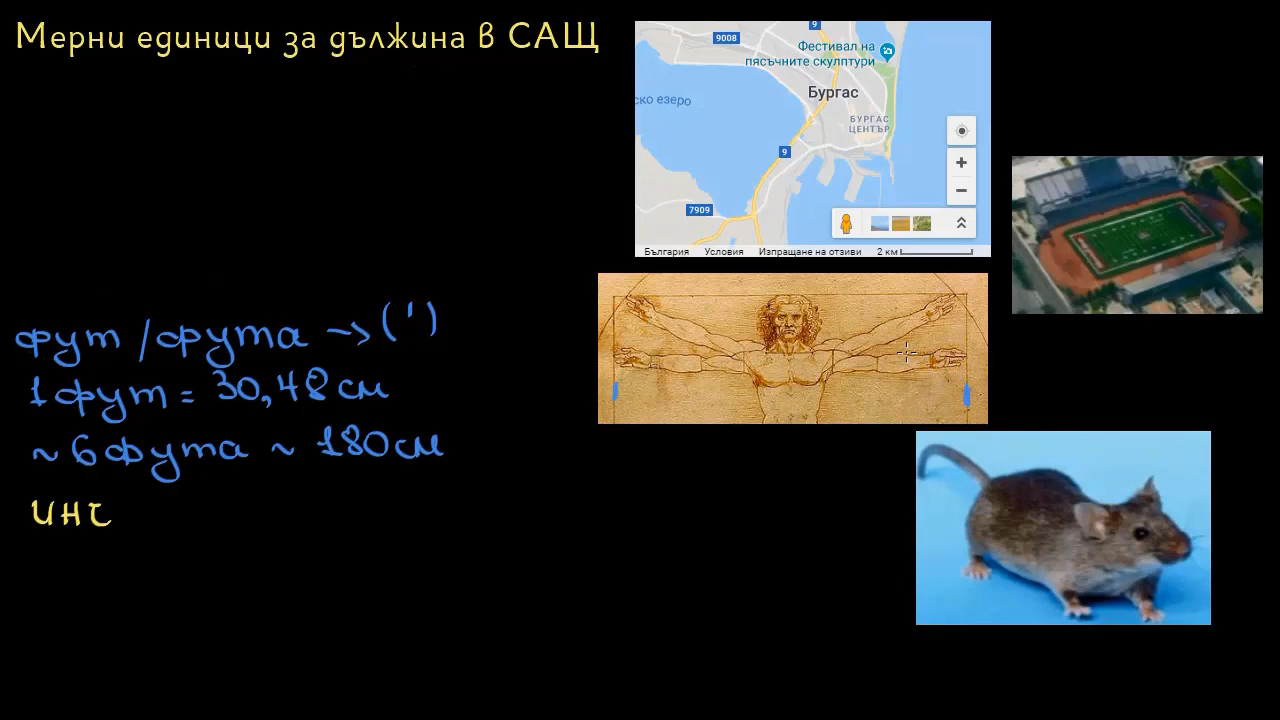 Мерни единици за дължина в САЩ
9
9008
Фестивал на
пясъчните скулптури
Бургас
ско езеро
БУРГАС
ЦЕНТЪР
9
7909
България Условия Изпращане на отзиви 2 км
фут / фута → (')
1 фут = 30,48 см
~ 6 фута ~ 180 см
инч